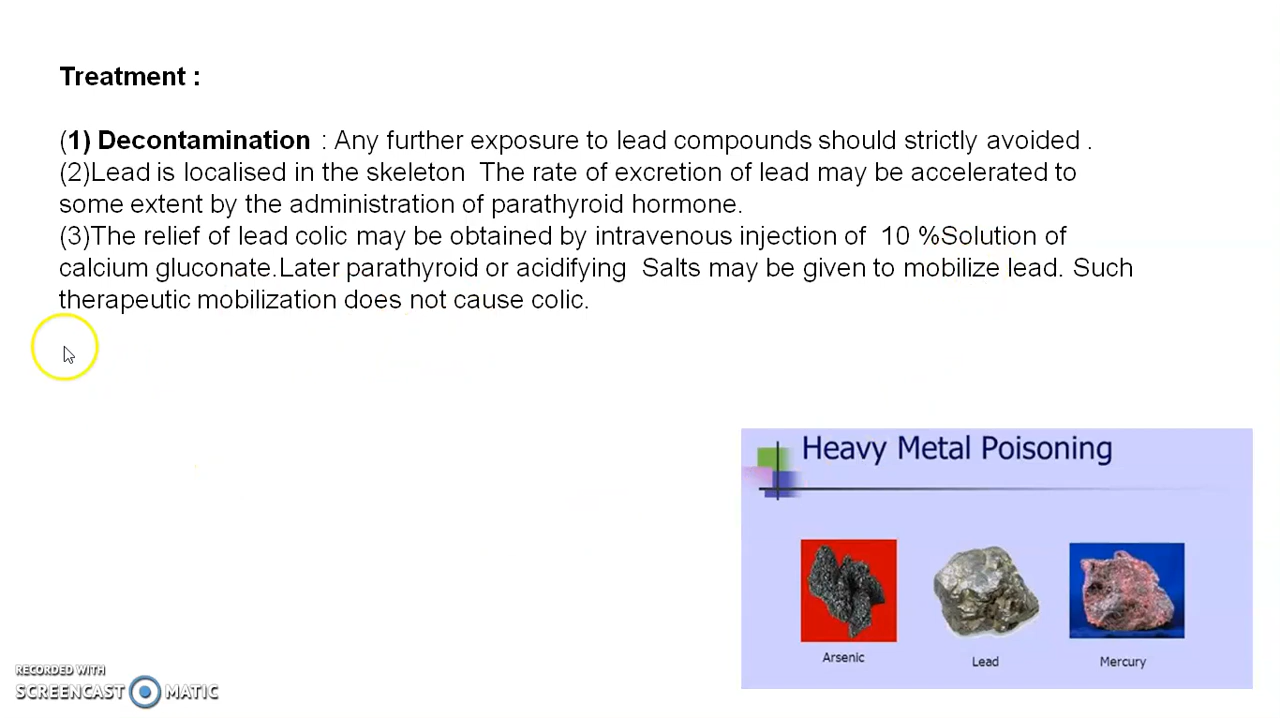 Treatment :
(1) Decontamination : Any further exposure to lead compounds should strictly avoided .
(2)Lead is localised in the skeleton The rate of excretion of lead may be accelerated to
some extent by the administration of parathyroid hormone.
(3)The relief of lead colic may be obtained by intravenous injection of 10 %Solution of
calcium gluconate.Later parathyroid or acidifying Salts may be given to mobilize lead. Such
therapeutic mobilization does not cause colic.
Heavy Metal Poisoning
Arsenic
Lead
Mercury
RECORDED WITH
SCREENCAST MATIC